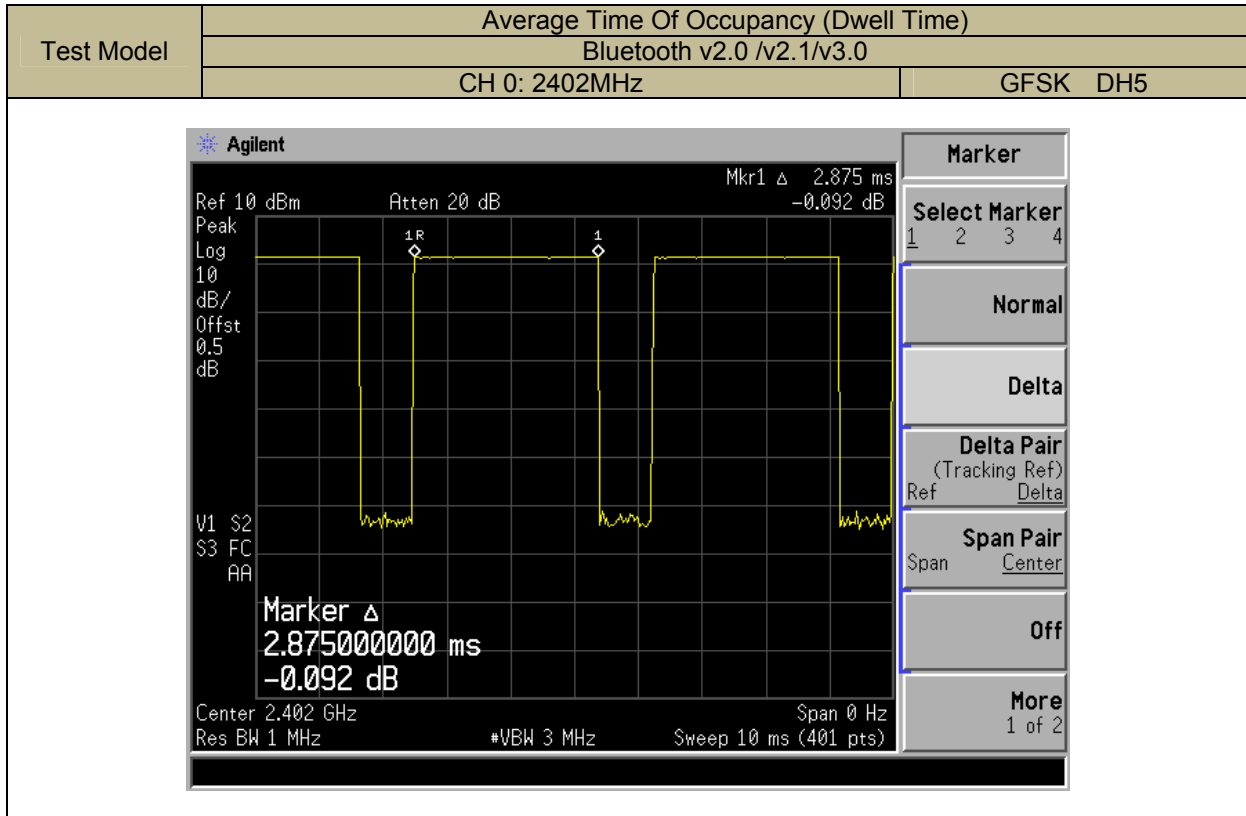 Test Model
Average Time Of Occupancy (Dwell Time)
Bluetooth v2.0 /v2.1/v3.0
CH 0: 2402MHz
GFSK DH5
Agilent
Mkr1 Δ 2.875 ms
Ref 10 dBm Atten 20 dB -0.092 dB
Peak
Log
10
dB/
Offst
0.5
dB
1R
1
V1 S2
S3 FC
AA
Marker Δ
2.875000000 ms
-0.092 dB
Center 2.402 GHz Span 0 Hz
Res BW 1 MHz #VBW 3 MHz Sweep 10 ms (401 pts)
Marker
Select Marker
1 2 3 4
Normal
Delta
Delta Pair
(Tracking Ref)
Ref Delta
Span Pair
Span Center
Off
More
1 of 2